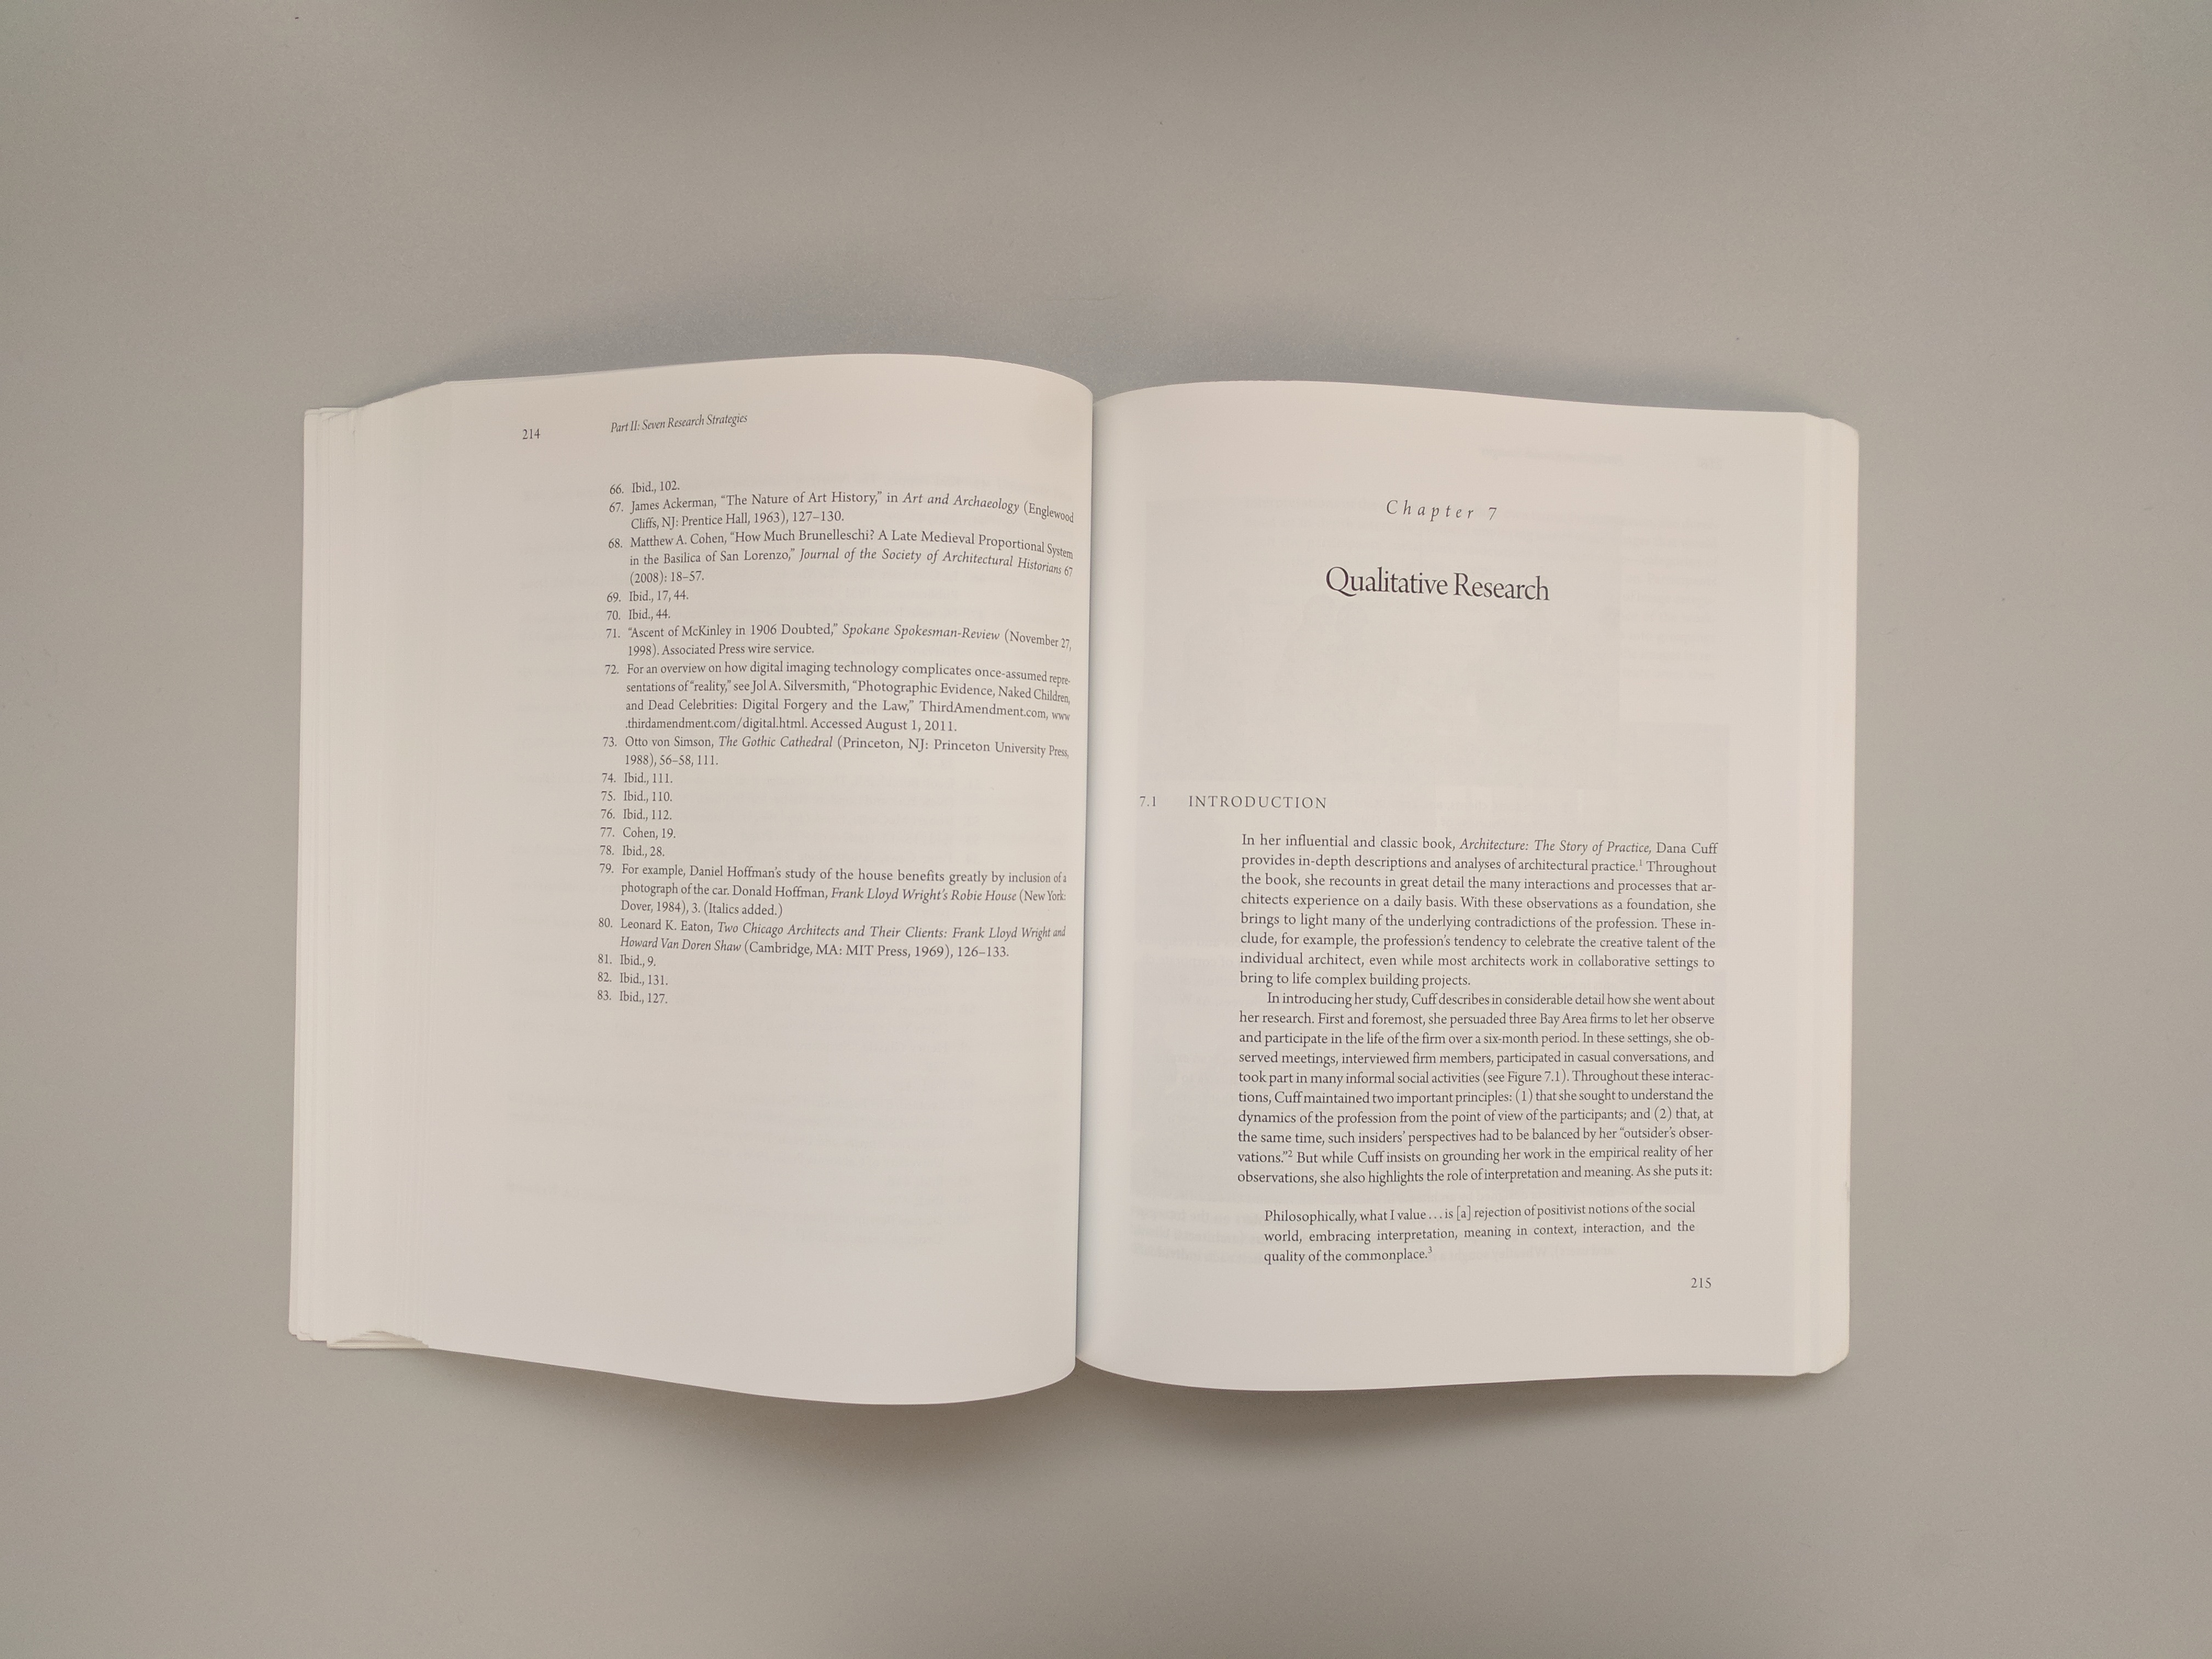 214
Part II: Seven Research Strategies
66. Ibid., 102.
67. James Ackerman, “The Nature of Art History,” in Art and Archaeology (Englewood
Cliffs, NJ: Prentice Hall, 1963), 127–130.
68. Matthew A. Cohen, “How Much Brunelleschi? A Late Medieval Proportional System
in the Basilica of San Lorenzo,” Journal of the Society of Architectural Historians 67
(2008): 18–57.
69. Ibid., 17, 44.
70. Ibid., 44.
71. “Ascent of McKinley in 1906 Doubted,” Spokane Spokesman-Review (November 27,
1998). Associated Press wire service.
72. For an overview on how digital imaging technology complicates once-assumed repre-
sentations of “reality,” see Jol A. Silversmith, “Photographic Evidence, Naked Children,
and Dead Celebrities: Digital Forgery and the Law,” ThirdAmendment.com, www
.thirdamendment.com/digital.html. Accessed August 1, 2011.
73. Otto von Simson, The Gothic Cathedral (Princeton, NJ: Princeton University Press,
1988), 56–58, 111.
74. Ibid., 111.
75. Ibid., 110.
76. Ibid., 112.
77. Cohen, 19.
78. Ibid., 28.
79. For example, Daniel Hoffman’s study of the house benefits greatly by inclusion of a
photograph of the car. Donald Hoffman, Frank Lloyd Wright’s Robie House (New York:
Dover, 1984), 3. (Italics added.)
80. Leonard K. Eaton, Two Chicago Architects and Their Clients: Frank Lloyd Wright and
Howard Van Doren Shaw (Cambridge, MA: MIT Press, 1969), 126–133.
81. Ibid., 9.
82. Ibid., 131.
83. Ibid., 127.
Chapter 7
Qualitative Research
7.1 INTRODUCTION
In her influential and classic book, Architecture: The Story of Practice, Dana Cuff
provides in-depth descriptions and analyses of architectural practice.¹ Throughout
the book, she recounts in great detail the many interactions and processes that ar-
chitects experience on a daily basis. With these observations as a foundation, she
brings to light many of the underlying contradictions of the profession. These in-
clude, for example, the profession’s tendency to celebrate the creative talent of the
individual architect, even while most architects work in collaborative settings to
bring to life complex building projects.
In introducing her study, Cuff describes in considerable detail how she went about
her research. First and foremost, she persuaded three Bay Area firms to let her observe
and participate in the life of the firm over a six-month period. In these settings, she ob-
served meetings, interviewed firm members, participated in casual conversations, and
took part in many informal social activities (see Figure 7.1). Throughout these interac-
tions, Cuff maintained two important principles: (1) that she sought to understand the
dynamics of the profession from the point of view of the participants; and (2) that, at
the same time, such insiders’ perspectives had to be balanced by her “outsider’s obser-
vations.”² But while Cuff insists on grounding her work in the empirical reality of her
observations, she also highlights the role of interpretation and meaning. As she puts it:
Philosophically, what I value . . . is [a] rejection of positivist notions of the social
world, embracing interpretation, meaning in context, interaction, and the
quality of the commonplace.³
215